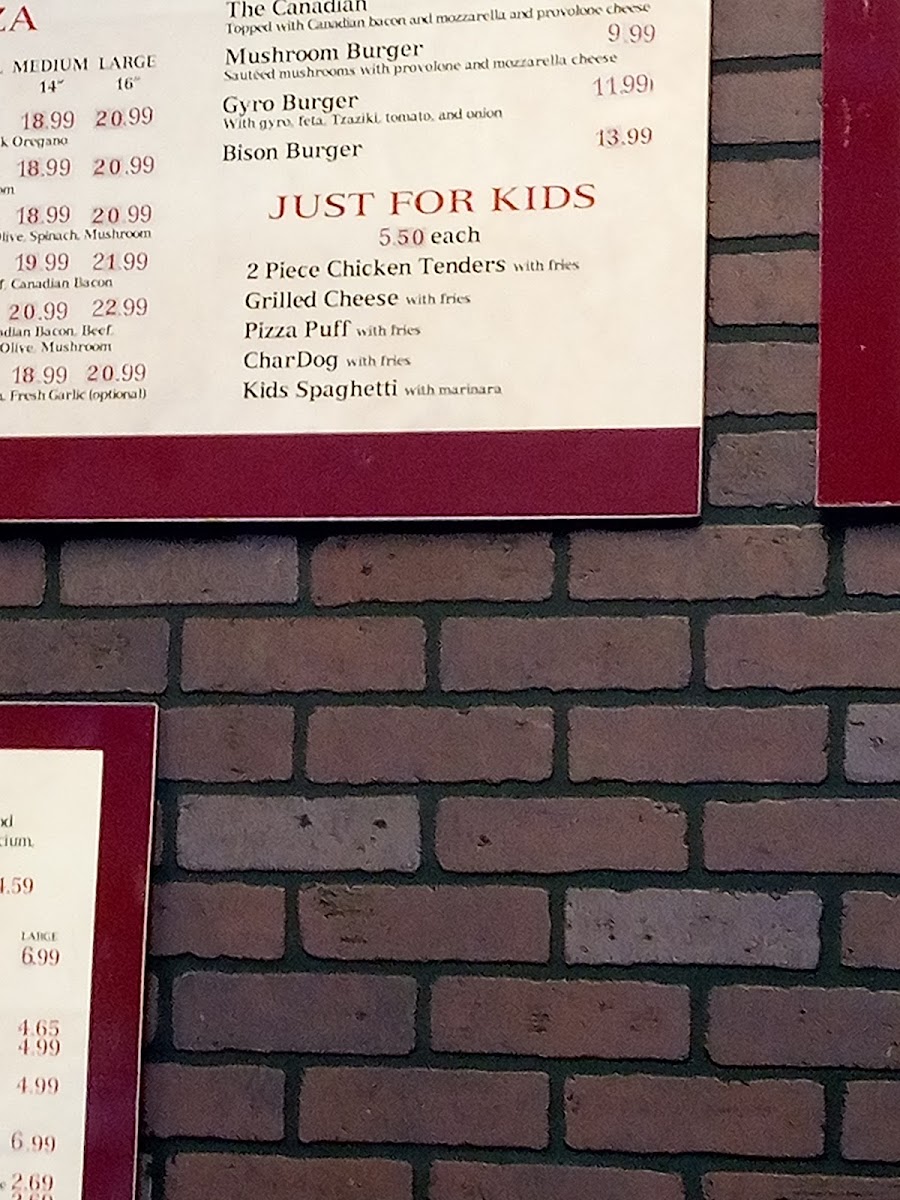 ZA
MEDIUM LARGE
14" 16"
18.99 20.99
k Oregano
18.99 20.99
om
18.99 20.99
live, Spinach, Mushroom
19.99 21.99
f, Canadian Bacon
20.99 22.99
adian Bacon, Beef,
Olive, Mushroom
18.99 20.99
, Fresh Garlic (optional)
The Canadian
Topped with Canadian bacon and mozzarella and provolone cheese
Mushroom Burger 9.99
Sautéed mushrooms with provolone and mozzarella cheese
Gyro Burger 11.99
With gyro, feta, Tzaziki, tomato, and onion
Bison Burger 13.99
JUST FOR KIDS
5.50 each
2 Piece Chicken Tenders with fries
Grilled Cheese with fries
Pizza Puff with fries
CharDog with fries
Kids Spaghetti with marinara
LARGE
6.99
4.65
4.99
4.99
6.99
2.69